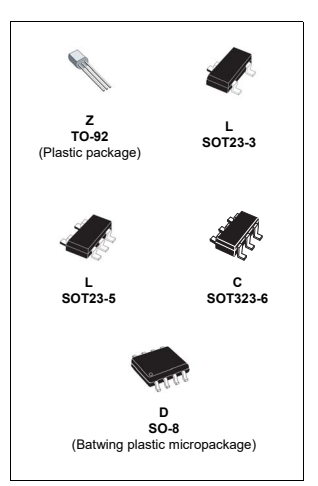 Z
TO-92
(Plastic package)
L
SOT23-3
L
SOT23-5
C
SOT323-6
D
SO-8
(Batwing plastic micropackage)